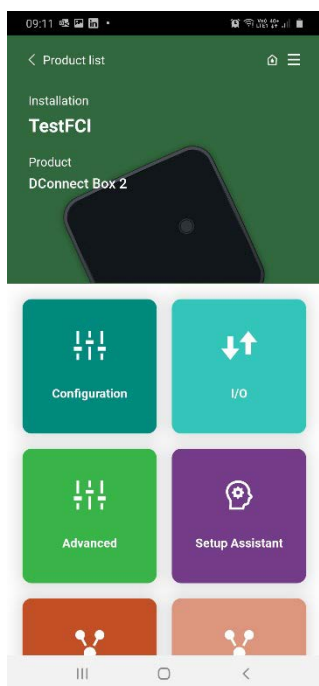 09:11
Product list
Installation
TestFCI
Product
DConnect Box 2
Configuration
I/O
Advanced
Setup Assistant